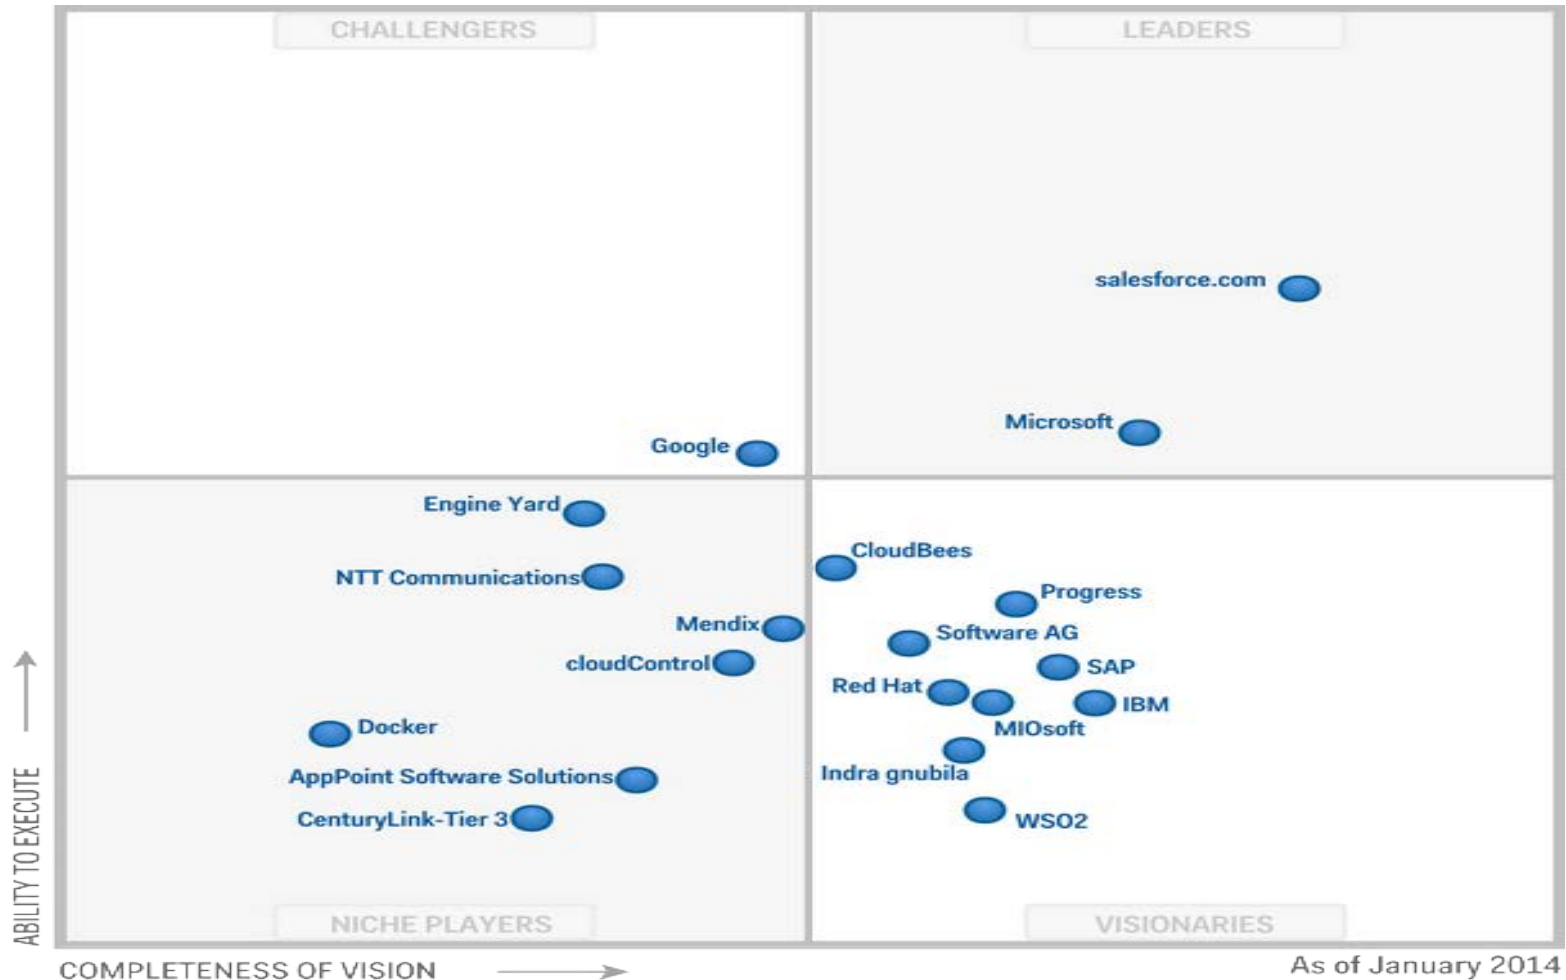 CHALLENGERS
LEADERS
salesforce.com
Microsoft
Google
Engine Yard
CloudBees
NTT Communications
Progress
Mendix
Software AG
cloudControl
SAP
Red Hat
IBM
MIOsoft
Docker
Indra gnubila
AppPoint Software Solutions
CenturyLink-Tier 3
WSO2
NICHE PLAYERS
VISIONARIES
ABILITY TO EXECUTE
COMPLETENESS OF VISION
As of January 2014